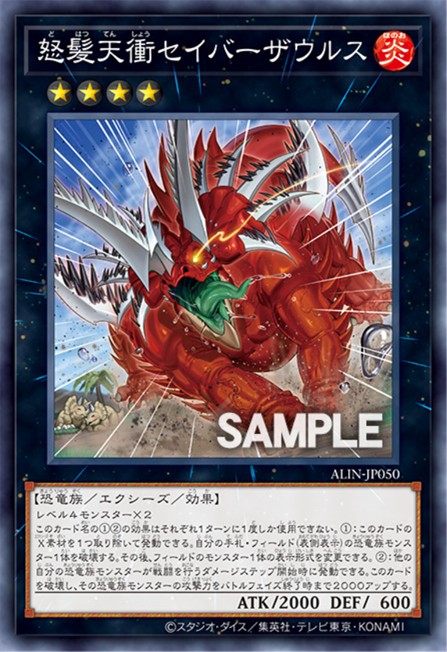 怒髪天衝セイバーザウルス
炎
SAMPLE
ALIN-JP050
【恐竜族／エクシーズ／効果】
レベル4モンスター×2
このカード名の①②の効果はそれぞれ1ターンに1度しか使用できない。①：このカードの
X素材を1つ取り除いて発動できる。自分の手札・フィールド(表側表示)の恐竜族モンス
ター1体を破壊する。その後、フィールドのモンスター1体の表示形式を変更できる。②：他の
自分の恐竜族モンスターが戦闘を行うダメージステップ開始時に発動できる。このカー
ドを破壊し、その恐竜族モンスターの攻撃力をバトルフェイズ終了時まで2000アップする。
ATK/2000 DEF/ 600
©スタジオ・ダイス／集英社・テレビ東京・KONAMI